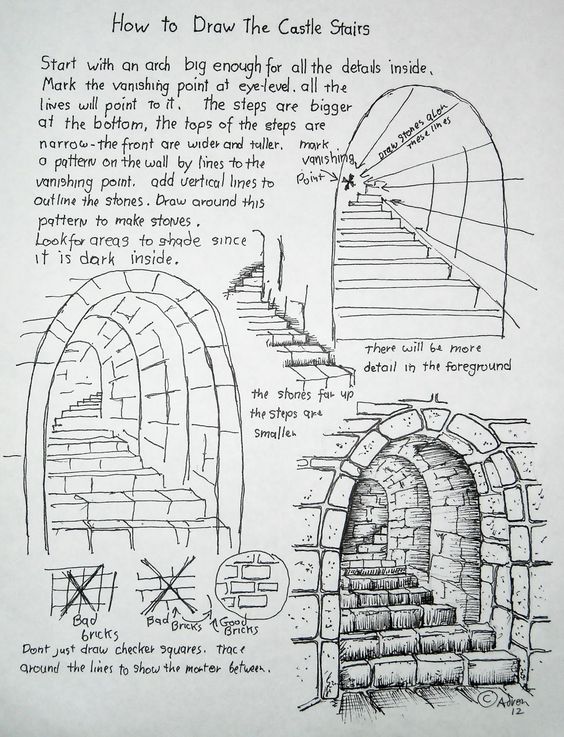 How to Draw The Castle Stairs
Start with an arch big enough for all the details inside.
Mark the vanishing point at eye-level. all the
lives will point to it. The steps are bigger
at the bottom, the tops of the steps are
narrow-the front are wider and taller.
a pattern on the wall by lines to the
vanishing point. add vertical lines to
outline the stones. Draw around this
pattern to make stones.
Look for areas to shade since
it is dark inside.
mark
vanishing
Point
Draw stones alon
these lines
There will be more
detail in the foreground
the stones far up
the steps are
smaller
Bad
bricks
Bad
Bricks
Good
Bricks
Dont just draw checker squares. trace
around the lines to show the morter between.
©
12